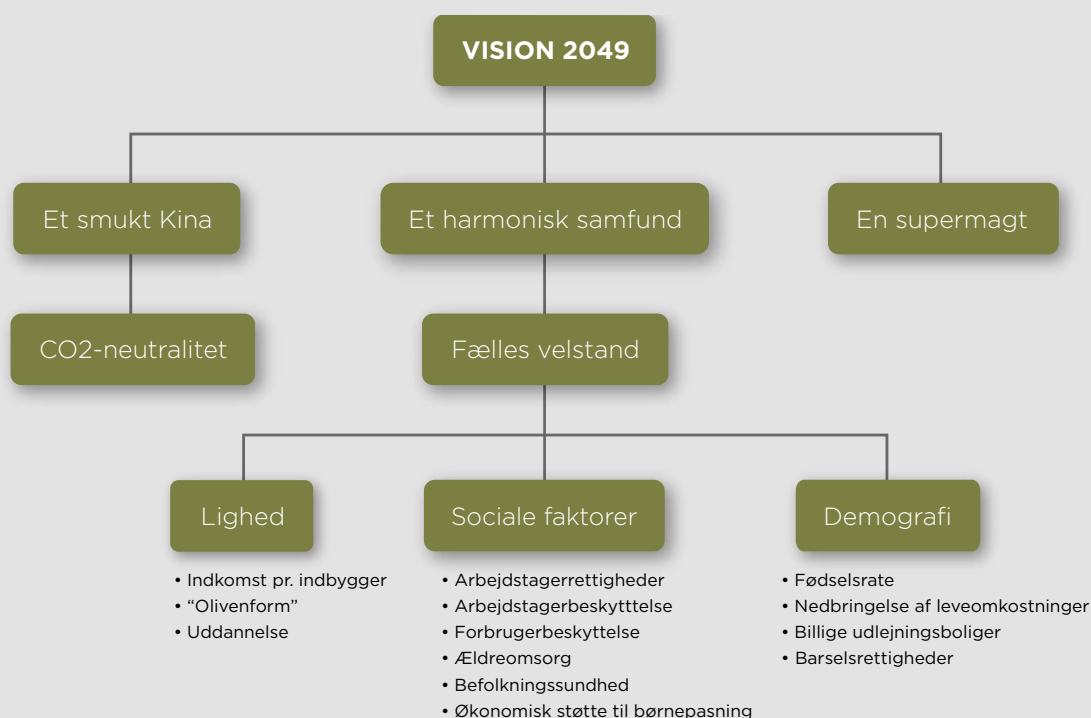 VISION 2049
Et smukt Kina
Et harmonisk samfund
En supermagt
CO2-neutralitet
Fælles velstand
Lighed
• Indkomst pr. indbygger
• “Olivenform”
• Uddannelse
Sociale faktorer
• Arbejdstagerrettigheder
• Arbejdstagerbeskytttelse
• Forbrugerbeskyttelse
• Ældreomsorg
• Befolkningssundhed
• Økonomisk støtte til børnepasning
Demografi
• Fødselsrate
• Nedbringelse af leveomkostninger
• Billige udlejningsboliger
• Barselsrettigheder